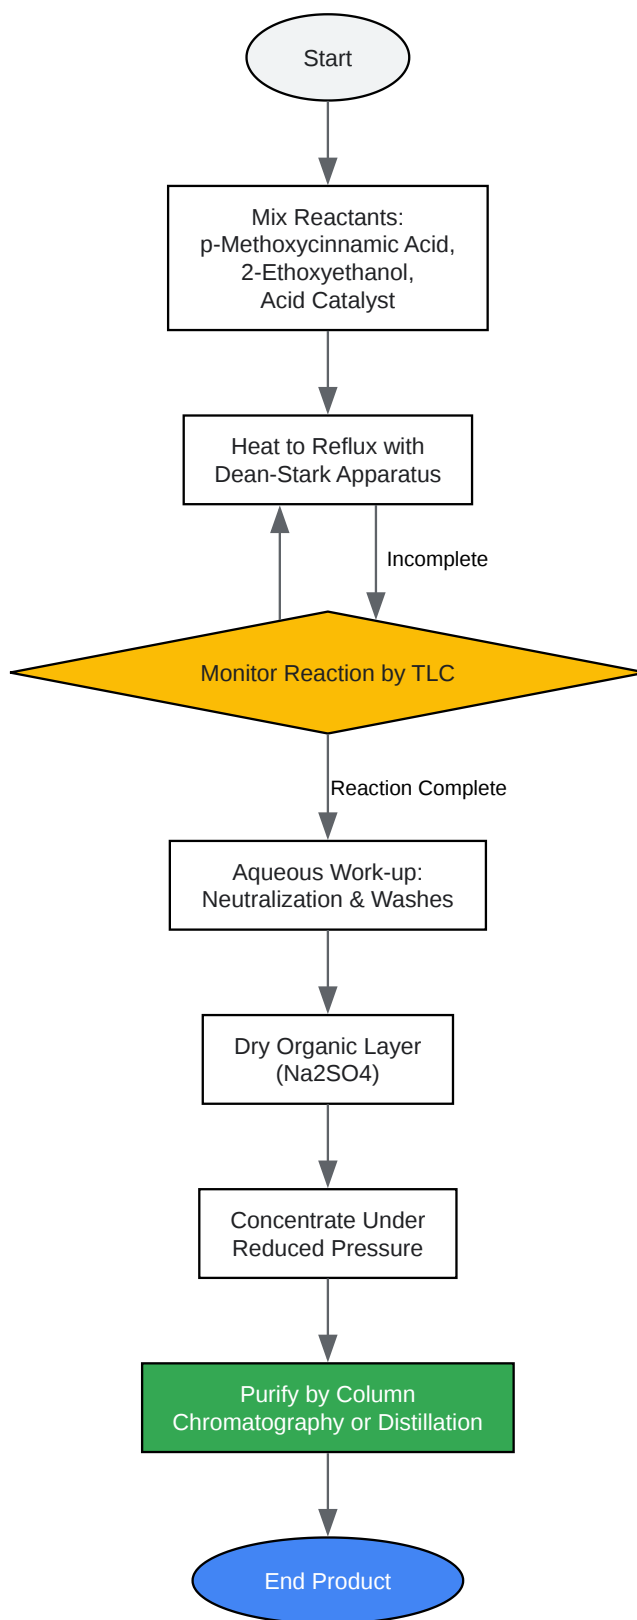 Start
Mix Reactants:
p-Methoxycinnamic Acid,
2-Ethoxyethanol,
Acid Catalyst
Heat to Reflux with
Dean-Stark Apparatus
Incomplete
Monitor Reaction by TLC
Reaction Complete
Aqueous Work-up:
Neutralization & Washes
Dry Organic Layer
(Na2SO4)
Concentrate Under
Reduced Pressure
Purify by Column
Chromatography or Distillation
End Product